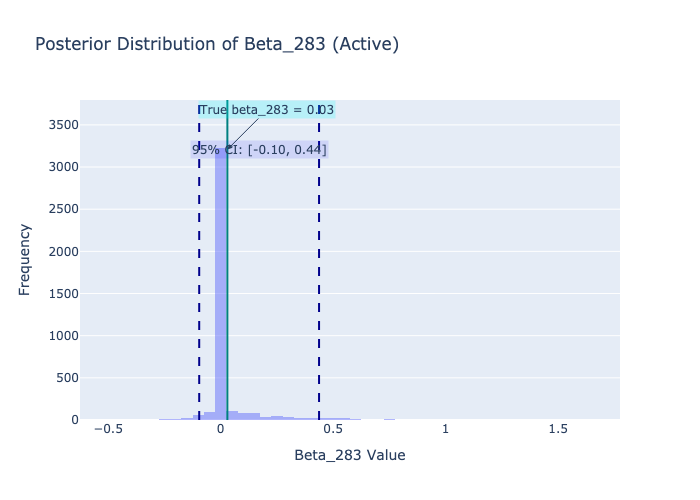 Posterior Distribution of Beta_283 (Active)
True beta_283 = 0.03
95% CI: [-0.10, 0.44]
3500
3000
2500
2000
1500
1000
500
0
Frequency
−0.5
0
0.5
1
1.5
Beta_283 Value